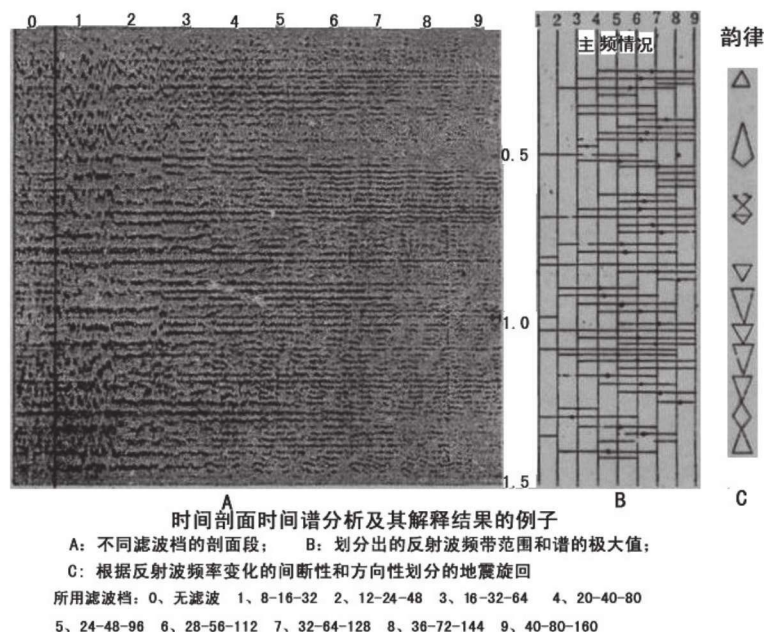 0 1 2 3 4 5 6 7 8 9
1 2 3 4 5 6 7 8 9
主 频情况
韵律
0.5
1.0
1.5
A
B
C
时间剖面时间谱分析及其解释结果的例子
A: 不同滤波档的剖面段； B: 划分出的反射波频带范围和谱的极大值；
C: 根据反射波频率变化的间断性和方向性划分的地震旋回
所用滤波档：0、无滤波 1、8-16-32 2、12-24-48 3、16-32-64 4、20-40-80
5、24-48-96 6、28-56-112 7、32-64-128 8、36-72-144 9、40-80-160